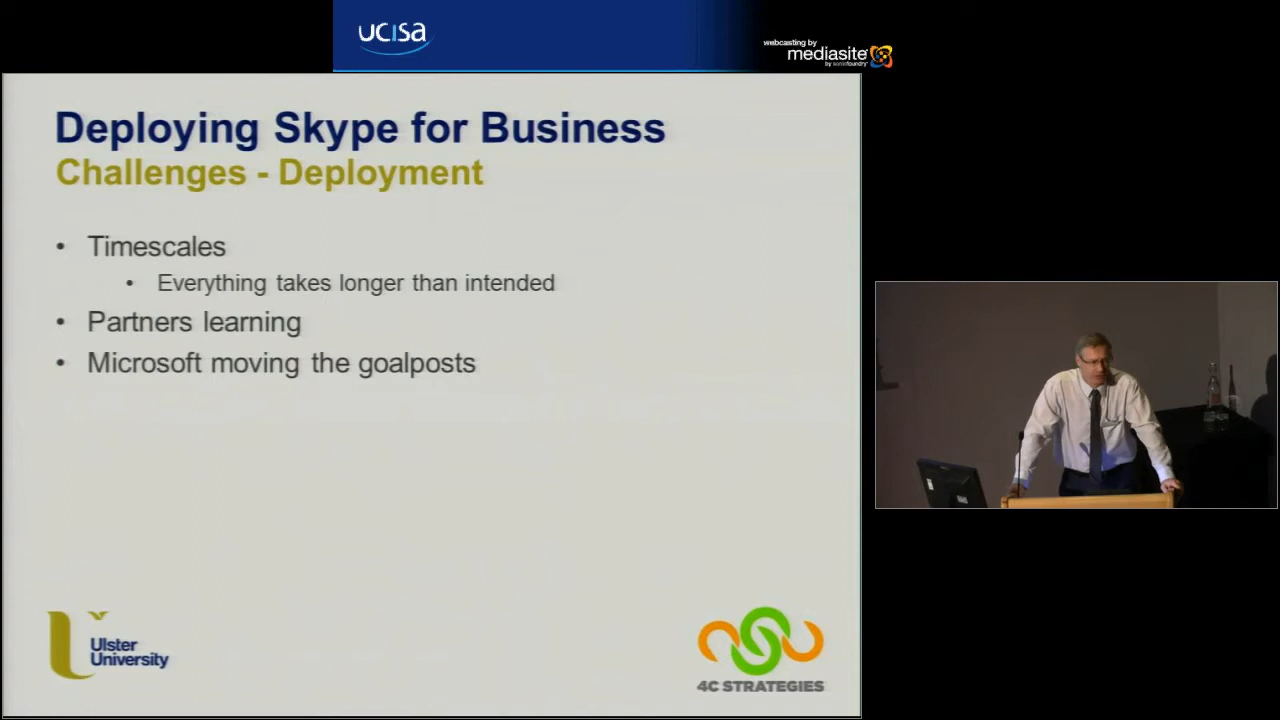 ucisa
webcasting by
mediasite
by sonicfoundry
Deploying Skype for Business
Challenges - Deployment
• Timescales
• Everything takes longer than intended
• Partners learning
• Microsoft moving the goalposts
Ulster
University
4C STRATEGIES